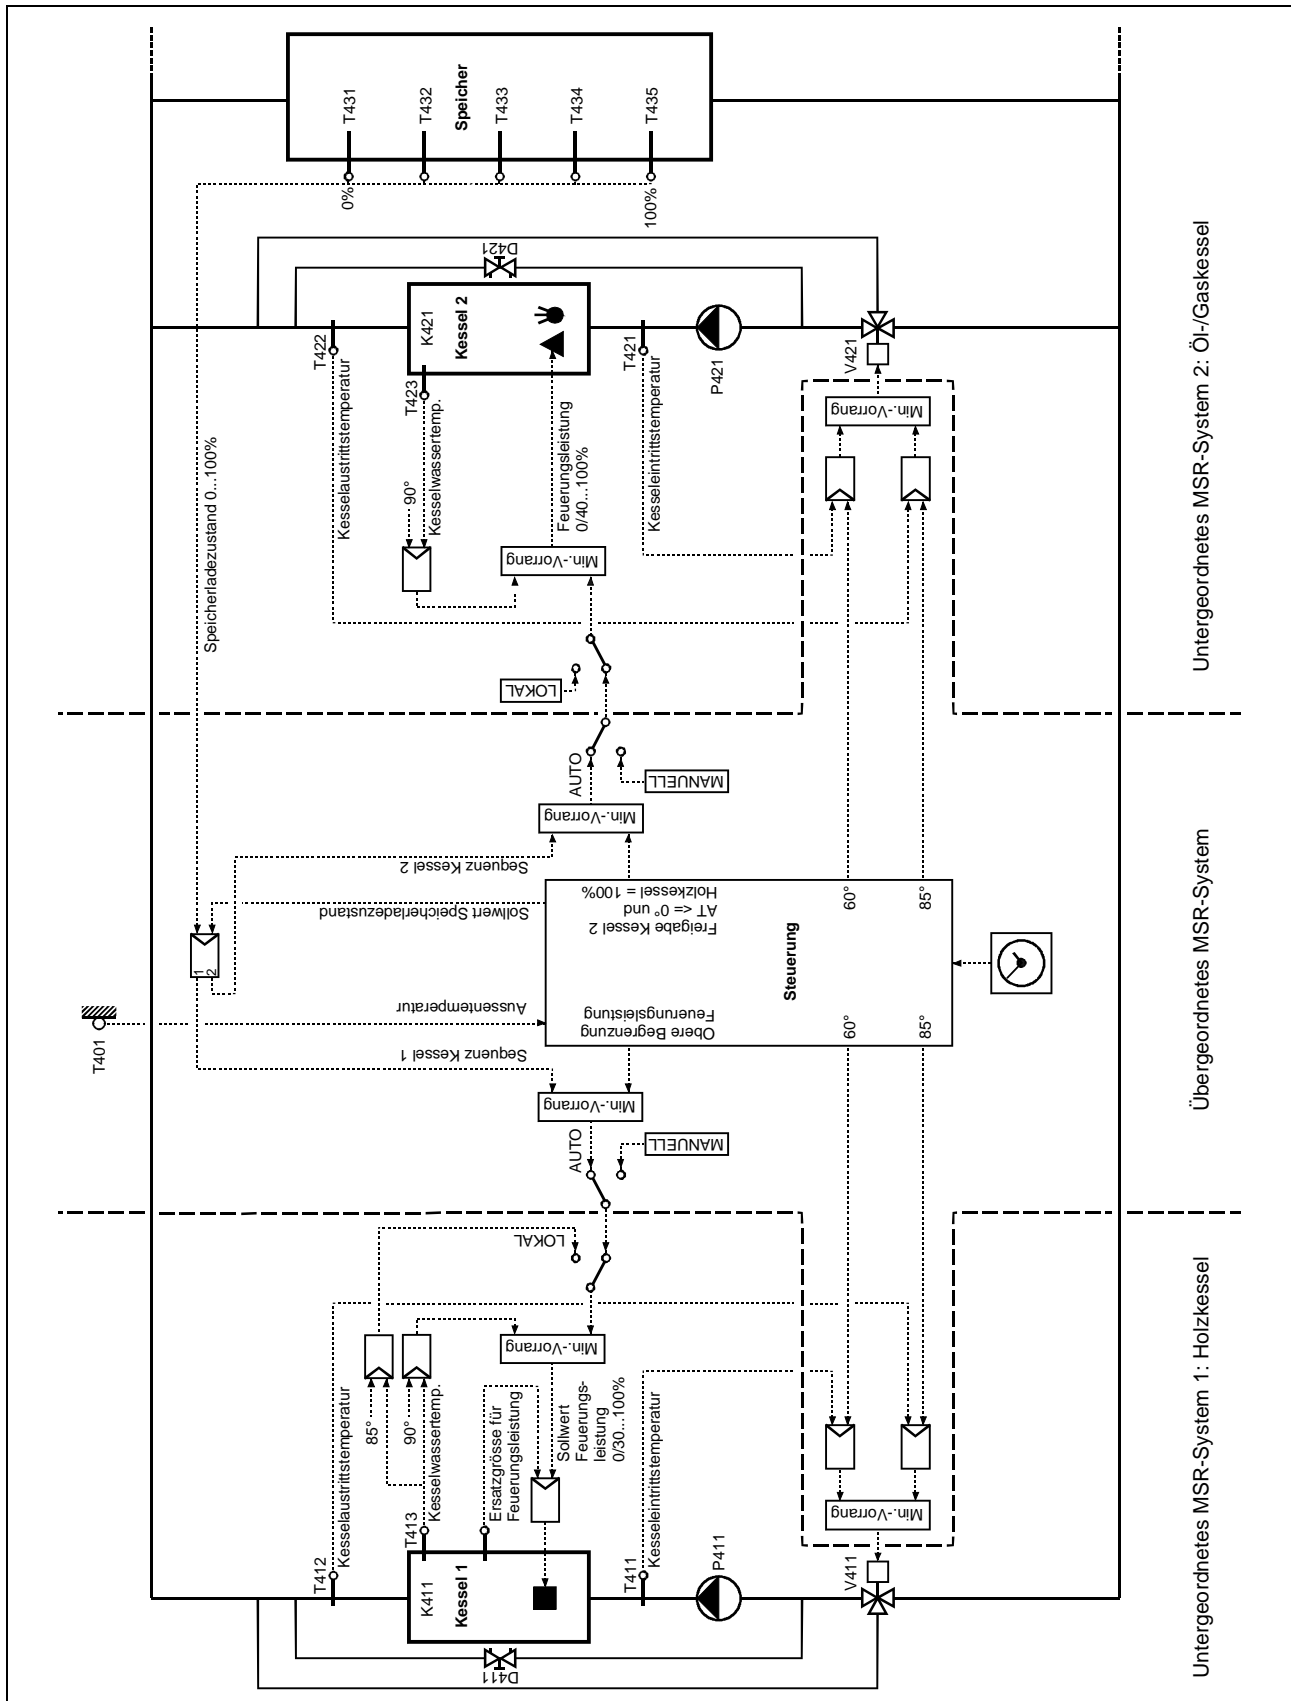 T401
T412
Kesselaustrittstemperatur
85°
90°
T413
Kesselwassertemp.
K411
Kessel 1
D411
Ersatzgrösse für
Feuerungsleistung
Min.-Vorrang
Sollwert
Feuerungs-
leistung
0/30...100%
T411
Kesseleintrittstemperatur
P411
V411
Min.-Vorrang
LOKAL
AUTO
MANUELL
Min.-Vorrang
Sequenz Kessel 1
Aussentemperatur
1
2
Sollwert Speicherladezustand
Sequenz Kessel 2
Obere Begrenzung
Feuerungsleistung
Freigabe Kessel 2
AT <= 0° und
Holzkessel = 100%
Steuerung
60°
60°
85°
85°
Min.-Vorrang
AUTO
MANUELL
LOKAL
Speicherladezustand 0...100%
T422
Kesselaustrittstemperatur
90°
T423
Kesselwassertemp.
K421
Kessel 2
D421
Min.-Vorrang
Feuerungsleistung
0/40...100%
T421
Kesseleintrittstemperatur
P421
V421
Min.-Vorrang
Speicher
T431
T432
T433
T434
T435
0%
100%
Untergeordnetes MSR-System 1: Holzkessel
Übergeordnetes MSR-System
Untergeordnetes MSR-System 2: Öl-/Gaskessel